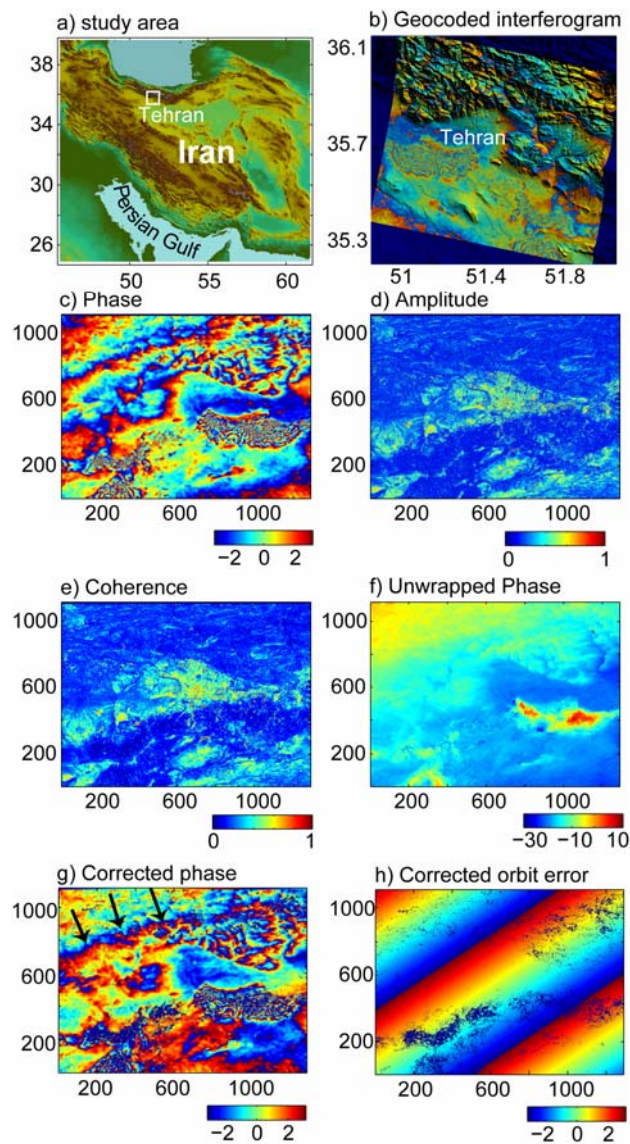 a) study area
b) Geocoded interferogram
38
34
30
26
50 55 60
Tehran
Iran
Persian Gulf
36.1
35.7
35.3
51 51.4 51.8
Tehran
c) Phase
d) Amplitude
1000
600
200
200 600 1000
−2 0 2
1000
600
200
200 600 1000
0 1
e) Coherence
f) Unwrapped Phase
1000
600
200
200 600 1000
0 1
1000
600
200
200 600 1000
−30 −10 10
g) Corrected phase
h) Corrected orbit error
1000
600
200
200 600 1000
−2 0 2
1000
600
200
200 600 1000
−2 0 2